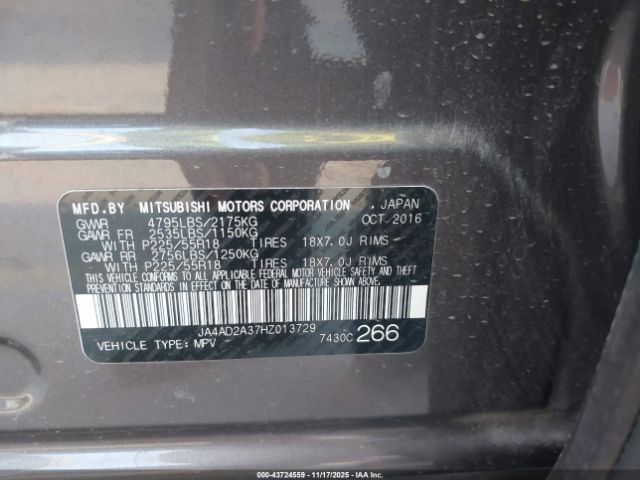 MFD.BY MITSUBISHI MOTORS CORPORATION, JAPAN
GVWR 4795LBS/2175KG OCT.2016
GAWR FR 2535LBS/1150KG
WITH P225/55R18 TIRES 18X7.0J RIMS
GAWR RR 2756LBS/1250KG
WITH P225/55R18 TIRES 18X7.0J RIMS
THIS VEHICLE CONFORMS TO ALL APPLICABLE FEDERAL MOTOR VEHICLE SAFETY AND THEFT
PREVENTION STANDARDS IN EFFECT ON THE DATE OF MANUFACTURE SHOWN ABOVE.
JA4AD2A37HZ013729
VEHICLE TYPE: MPV 7430C 266
000-43724559 - 11/17/2025 - Copyright © IAA, LLC.